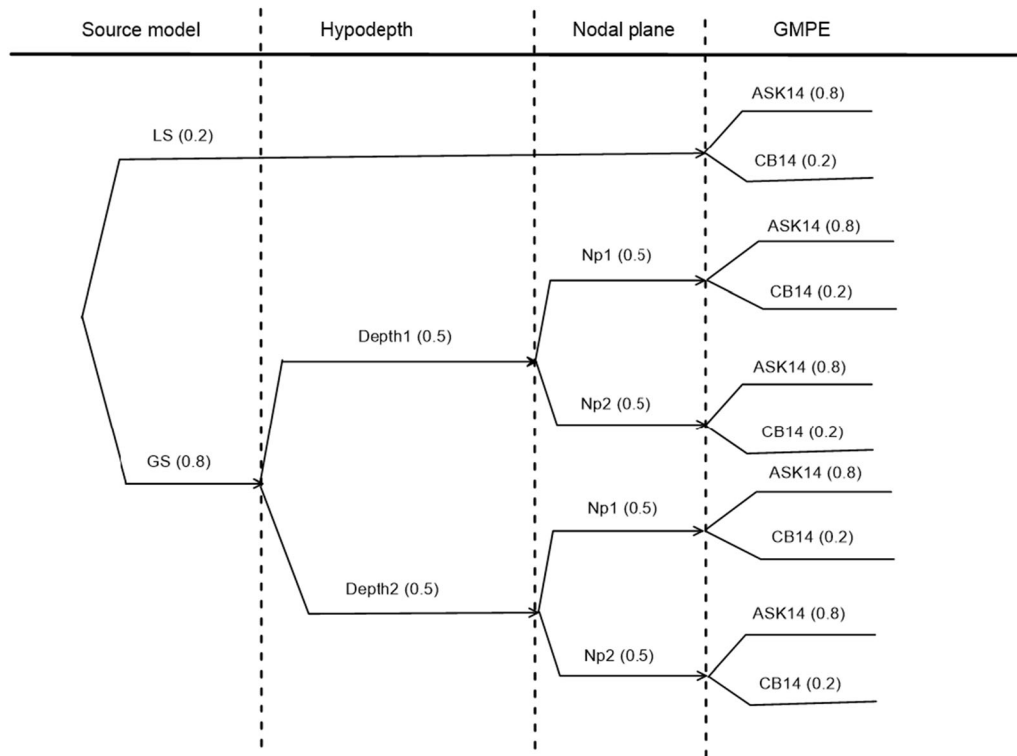 Source model Hypodepth Nodal plane GMPE
ASK14 (0.8)
LS (0.2)
CB14 (0.2)
ASK14 (0.8)
Np1 (0.5)
CB14 (0.2)
Depth1 (0.5)
ASK14 (0.8)
Np2 (0.5)
CB14 (0.2)
GS (0.8)
ASK14 (0.8)
Np1 (0.5)
CB14 (0.2)
Depth2 (0.5)
ASK14 (0.8)
Np2 (0.5)
CB14 (0.2)